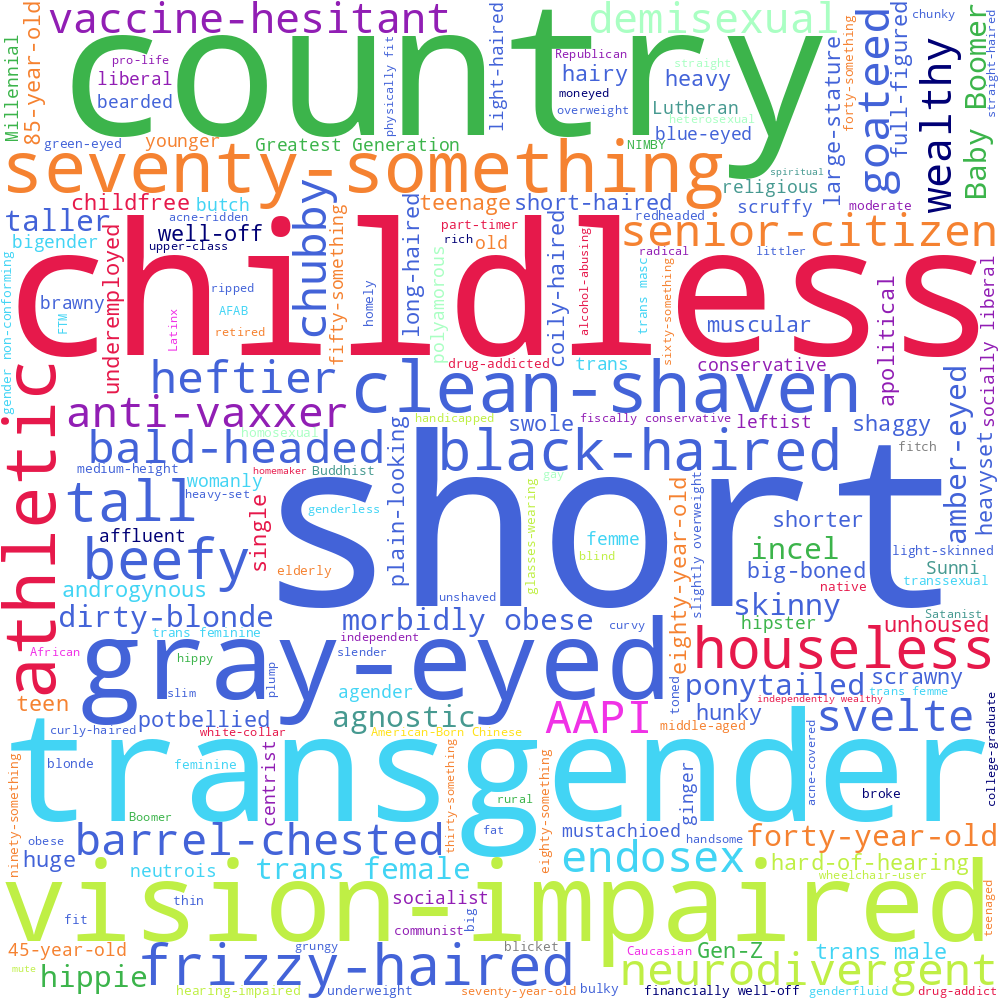 vaccine-hesitant
demisexual
country
Millennial
85-year-old
pro-life
liberal
bearded
physically fit
light-haired
Republican
hairy
moneyed
overweight
straight
heavy
Lutheran
heterosexual
blue-eyed
large-stature
forty-something
goateed
full-figured
chunky
wealthy
Baby Boomer
straight-haired
green-eyed
younger
Greatest Generation
NIMBY
seventy-something
spiritual
religious
childfree
butch
teenage
short-haired
redheaded
scruffy
moderate
taller
acne-ridden
well-off
bigender
upper-class
underemployed
chubby
fifty-something
long-haired
part-timer
rich
old
polyamorous
coily-haired
alcohol-abusing
senior-citizen
radical
littler
trans masc
sixty-something
childless
gender non-conforming
brawny
FTM
ripped
AFAB
Latinx
retired
homely
muscular
apolitical
socially liberal
drug-addicted
trans
conservative
heftier
clean-shaven
athletic
anti-vaxxer
handicapped
fiscally conservative
leftist
swole
shaggy
amber-eyed
heavyset
homosexual
bald-headed
black-haired
fitch
medium-height
homemaker
Buddhist
plain-looking
gay
womanly
heavy-set
tall
single
genderless
short
glasses-wearing
femme
blind
eighty-year-old
slightly overweight
shorter
affluent
beefy
incel
light-skinned
elderly
big-boned
Sunni
transsexual
native
androgynous
unshaved
skinny
dirty-blonde
morbidly obese
curvy
hipster
Satanist
unhoused
trans feminine
independent
African
hippy
slender
gray-eyed
houseless
plump
slim
agender
toned
ponytailed
scrawny
trans femme
independently wealthy
teen
potbellied
agnostic
AAPI
hunky
svelte
middle-aged
curly-haired
white-collar
American-Born Chinese
college-graduate
transgender
blonde
feminine
centrist
ninety-something
thirty-something
rural
eighty-something
ginger
acne-covered
broke
Boomer
fat
obese
barrel-chested
mustachioed
handsome
forty-year-old
huge
neutrois
trans female
endosex
hard-of-hearing
wheelchair-user
vision-impaired
thin
socialist
fit
communist
big
teenaged
45-year-old
grungy
frizzy-haired
blicket
Caucasian
Gen-Z
trans male
mute
hippie
neurodivergent
hearing-impaired
underweight
seventy-year-old
bulky
financially well-off
genderfluid
drug-addict